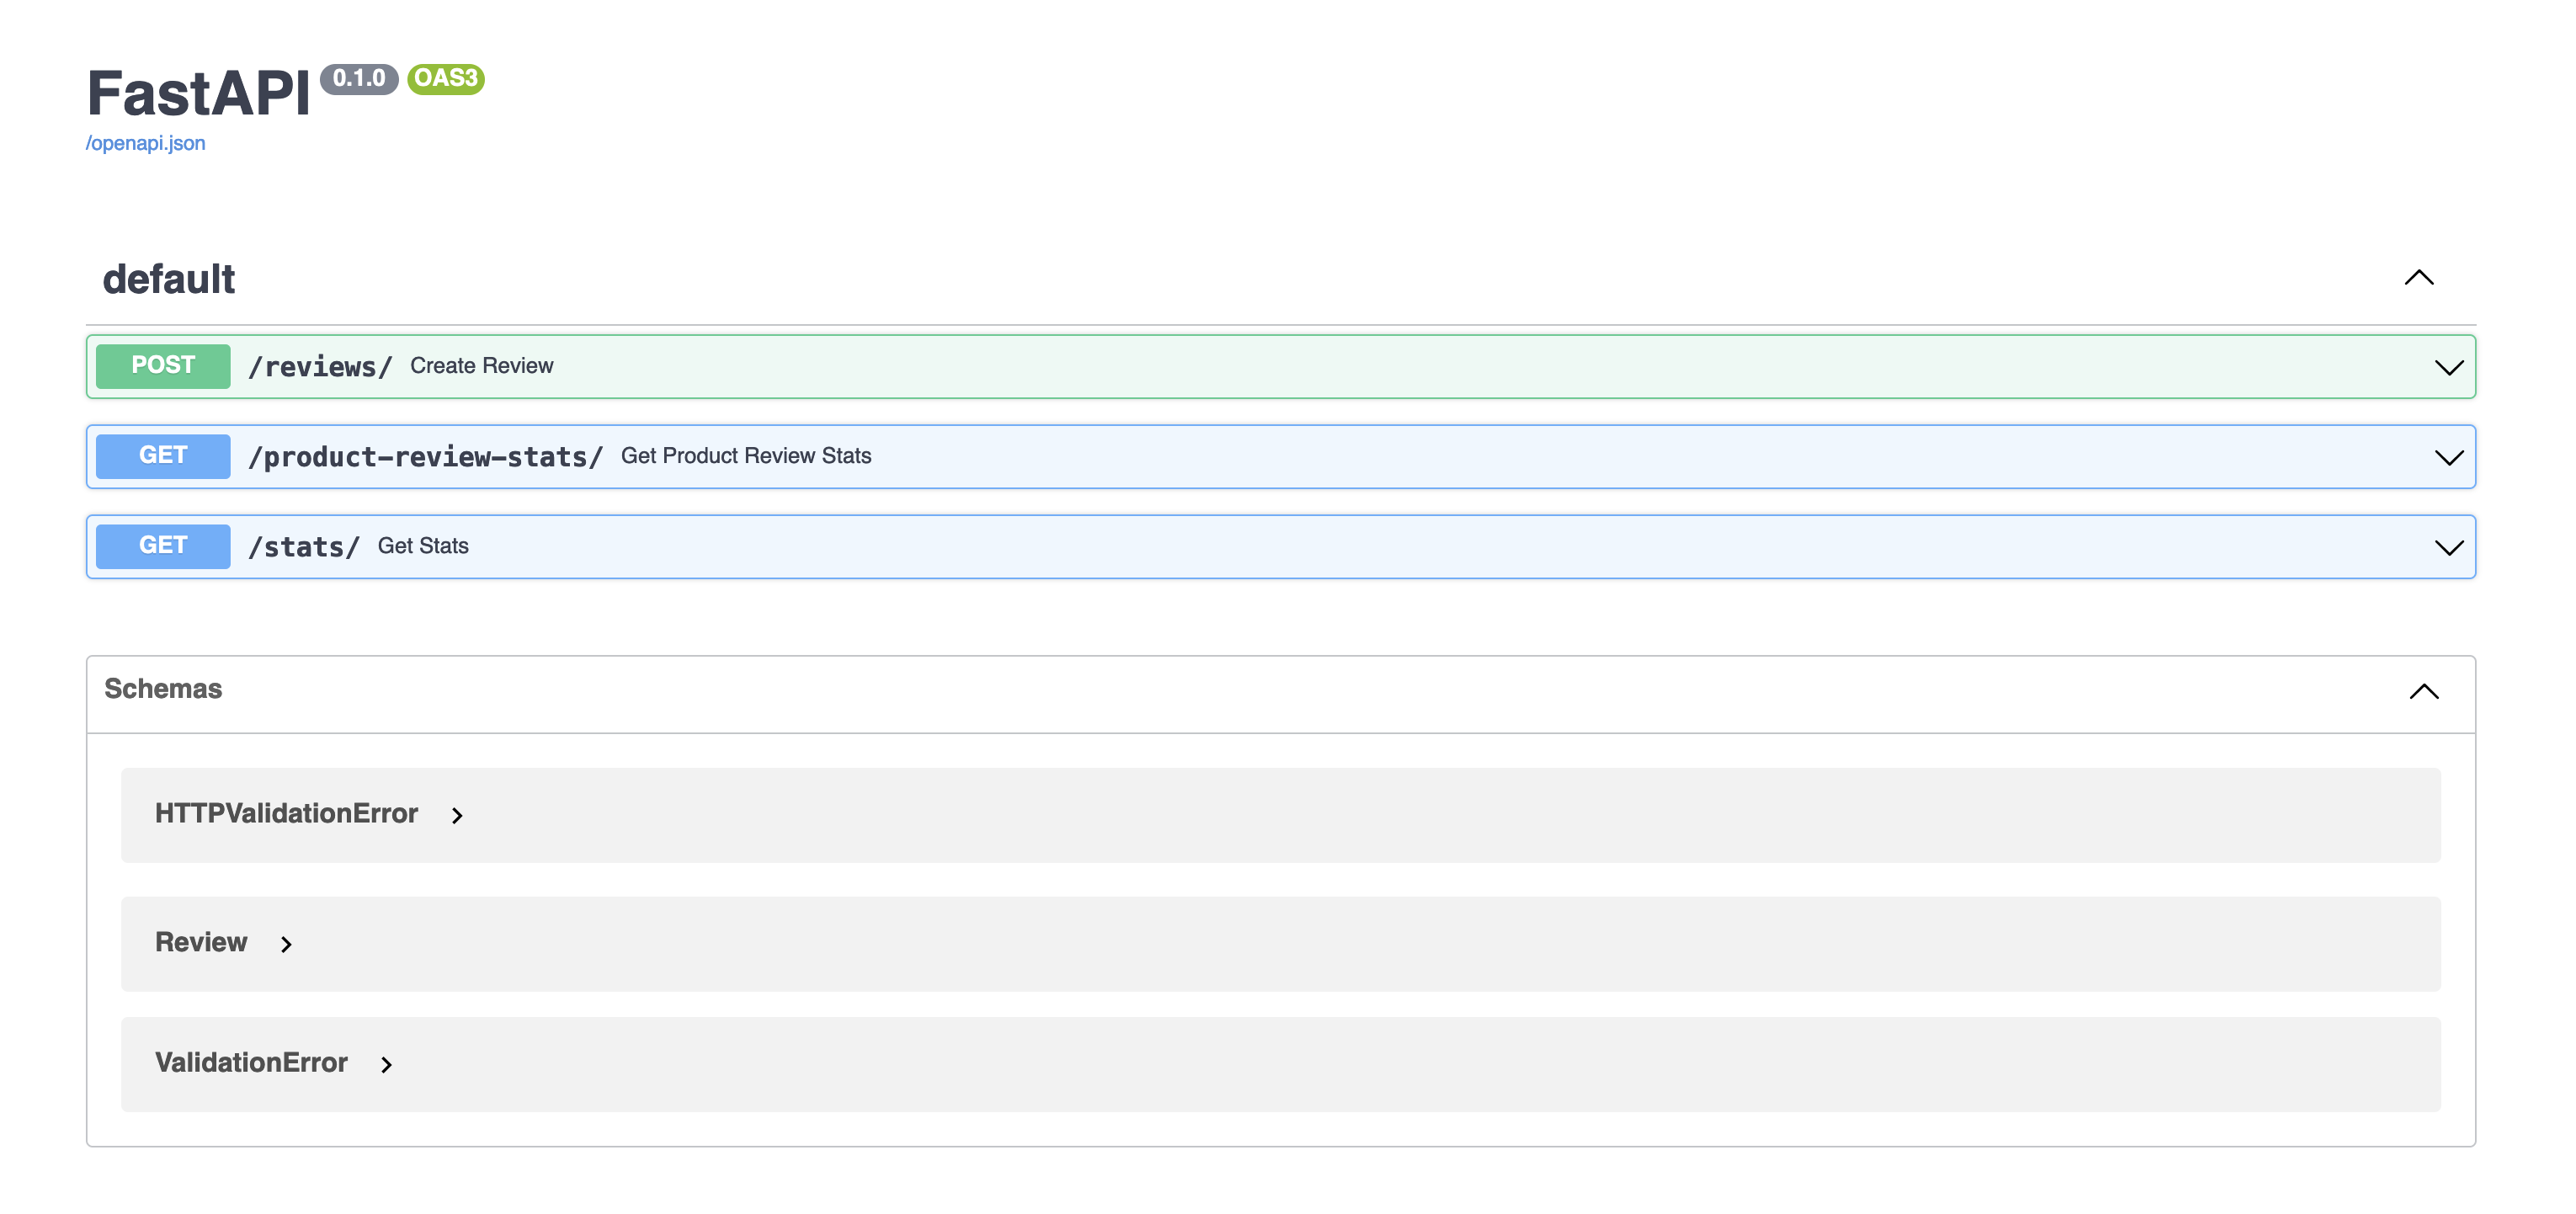 FastAPI 0.1.0 OAS3
/openapi.json
default
POST /reviews/ Create Review
GET /product-review-stats/ Get Product Review Stats
GET /stats/ Get Stats
Schemas
HTTPValidationError
Review
ValidationError